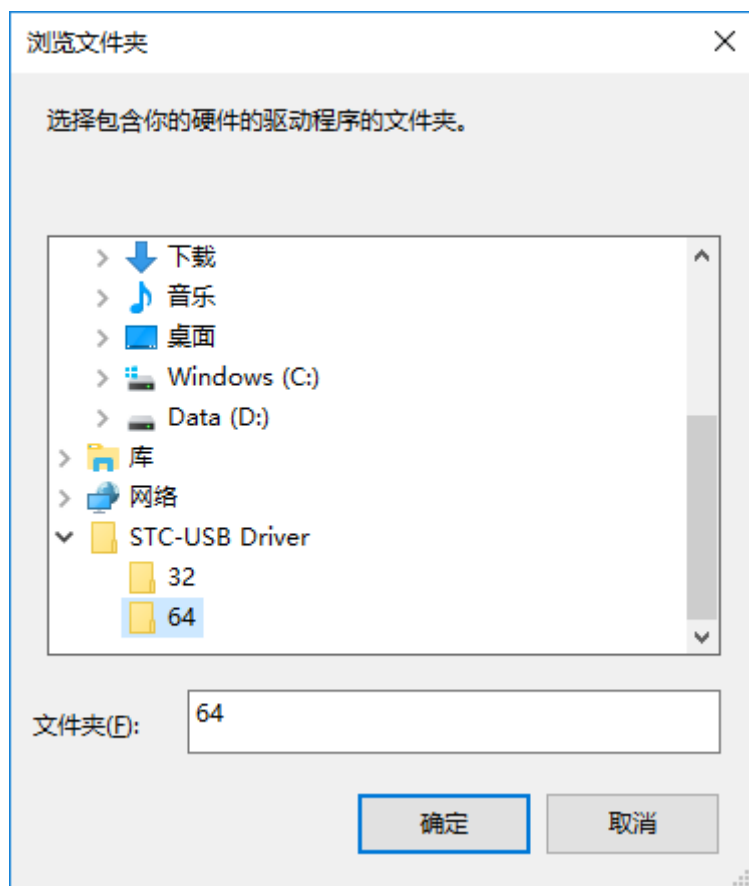 浏览文件夹
选择包含你的硬件的驱动程序的文件夹。
下载
音乐
桌面
Windows (C:)
Data (D:)
库
网络
STC-USB Driver
32
64
文件夹(F): 64
确定 取消